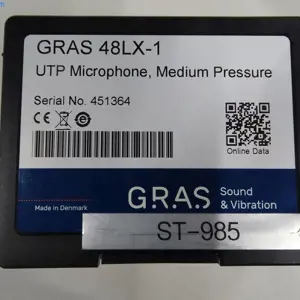 GRAS 48LX-1
UTP Microphone, Medium Pressure
Serial No. 451364
CE
Online Data
Made in Denmark
GRAS Sound
& Vibration
ST-985